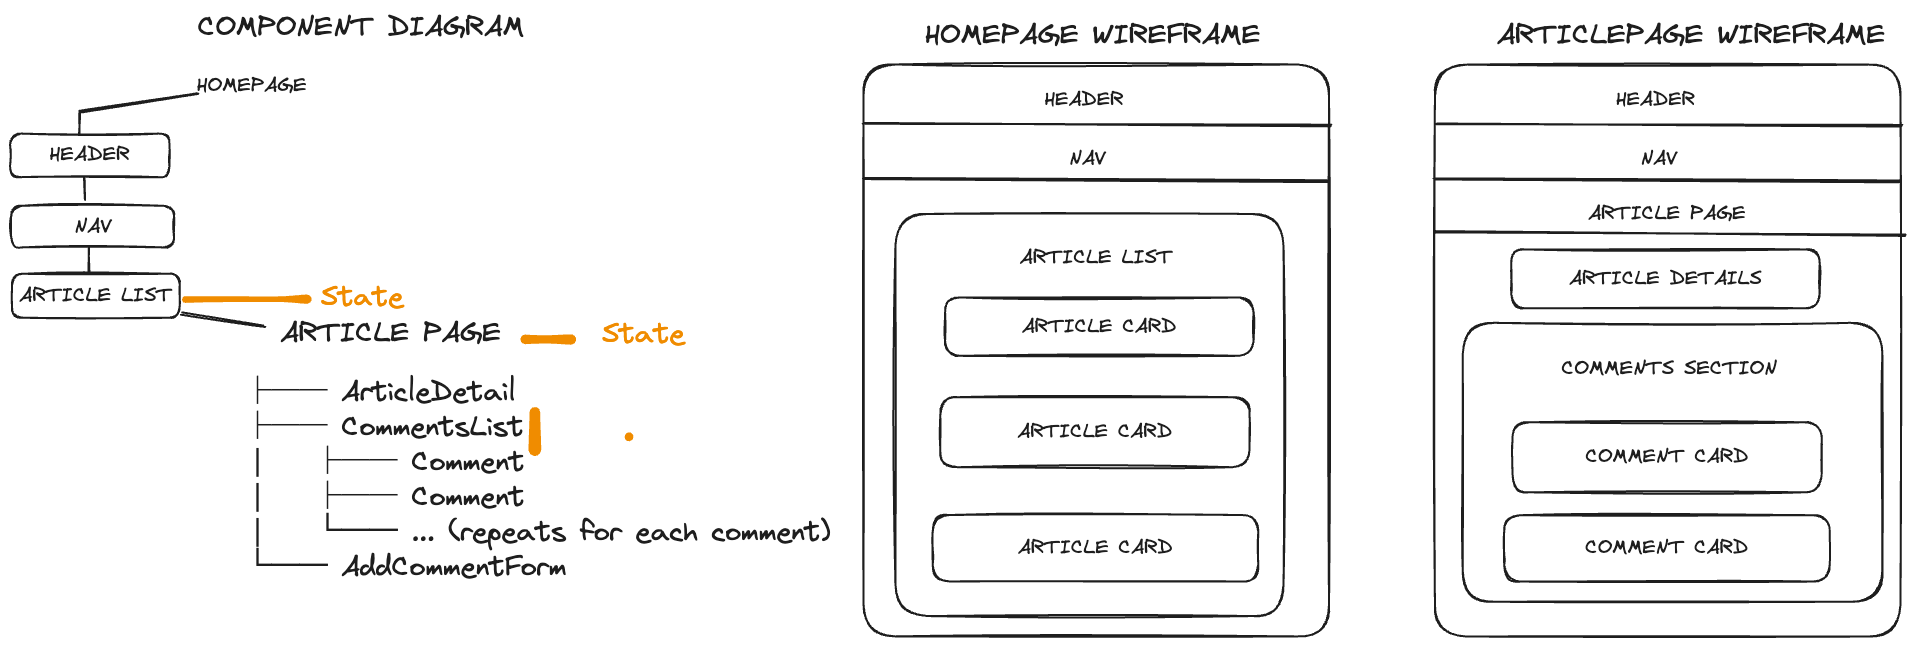 COMPONENT DIAGRAM
HOMEPAGE
HEADER
NAV
ARTICLE LIST
State
ARTICLE PAGE
State
ArticleDetail
CommentsList
Comment
Comment
... (repeats for each comment)
AddCommentForm
HOMEPAGE WIREFRAME
HEADER
NAV
ARTICLE LIST
ARTICLE CARD
ARTICLE CARD
ARTICLE CARD
ARTICLEPAGE WIREFRAME
HEADER
NAV
ARTICLE PAGE
ARTICLE DETAILS
COMMENTS SECTION
COMMENT CARD
COMMENT CARD